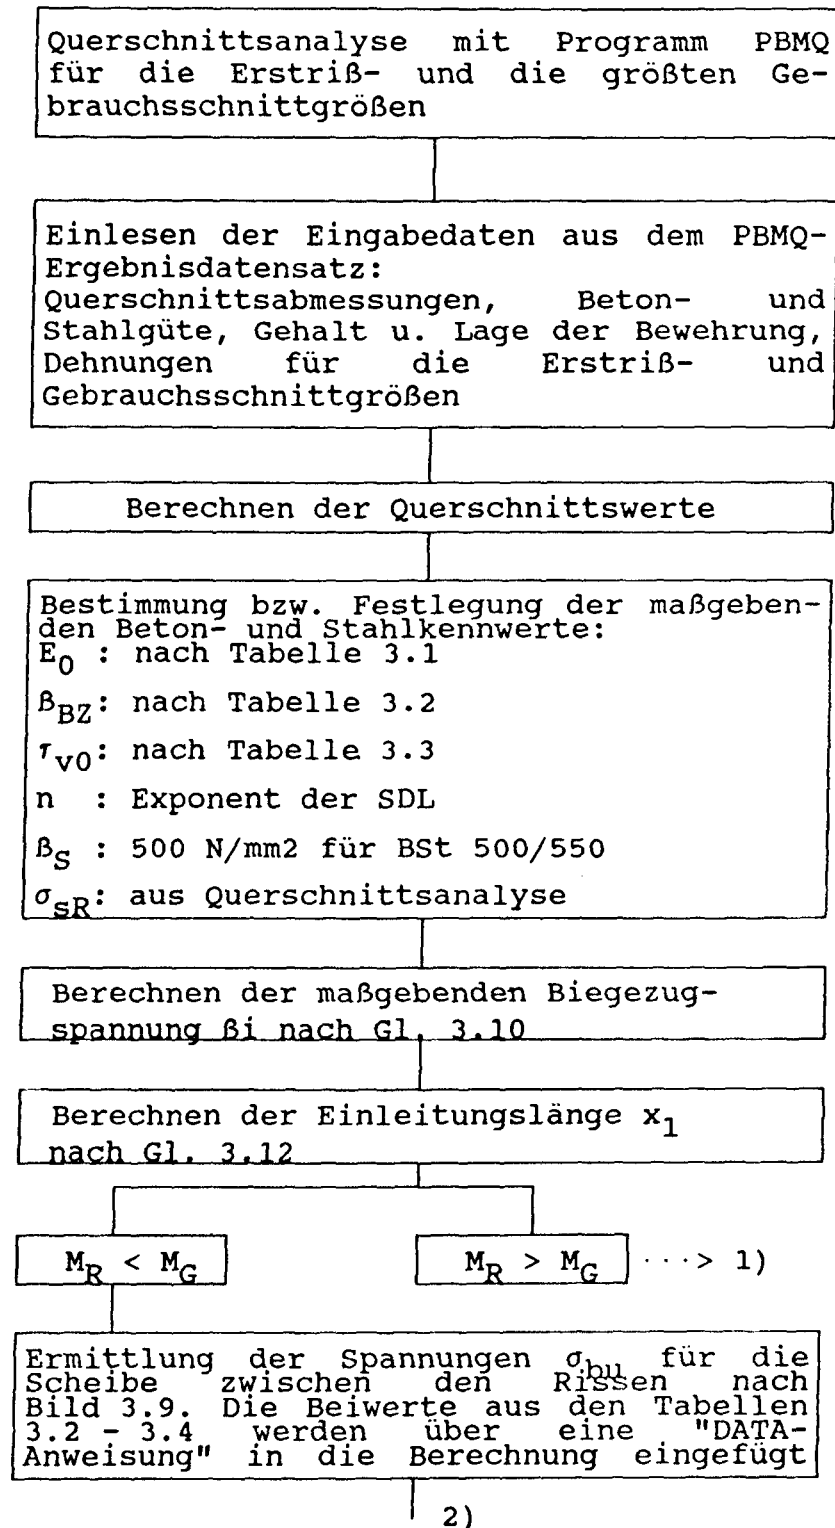 Querschnittsanalyse mit Programm PBMQ
für die Erstriß- und die größten Ge-
brauchsschnittgrößen
Einlesen der Eingabedaten aus dem PBMQ-
Ergebnisdatensatz:
Querschnittsabmessungen, Beton- und
Stahlgüte, Gehalt u. Lage der Bewehrung,
Dehnungen für die Erstriß- und
Gebrauchsschnittgrößen
Berechnen der Querschnittswerte
Bestimmung bzw. Festlegung der maßgeben-
den Beton- und Stahlkennwerte:
E0 : nach Tabelle 3.1
ßBZ: nach Tabelle 3.2
τv0: nach Tabelle 3.3
n : Exponent der SDL
ßS : 500 N/mm2 für BSt 500/550
σsR: aus Querschnittsanalyse
Berechnen der maßgebenden Biegezug-
spannung ßi nach Gl. 3.10
Berechnen der Einleitungslänge x1
nach Gl. 3.12
MR < MG
MR > MG ···> 1)
Ermittlung der Spannungen σbu für die
Scheibe zwischen den Rissen nach
Bild 3.9. Die Beiwerte aus den Tabellen
3.2 - 3.4 werden über eine "DATA-
Anweisung" in die Berechnung eingefügt
2)